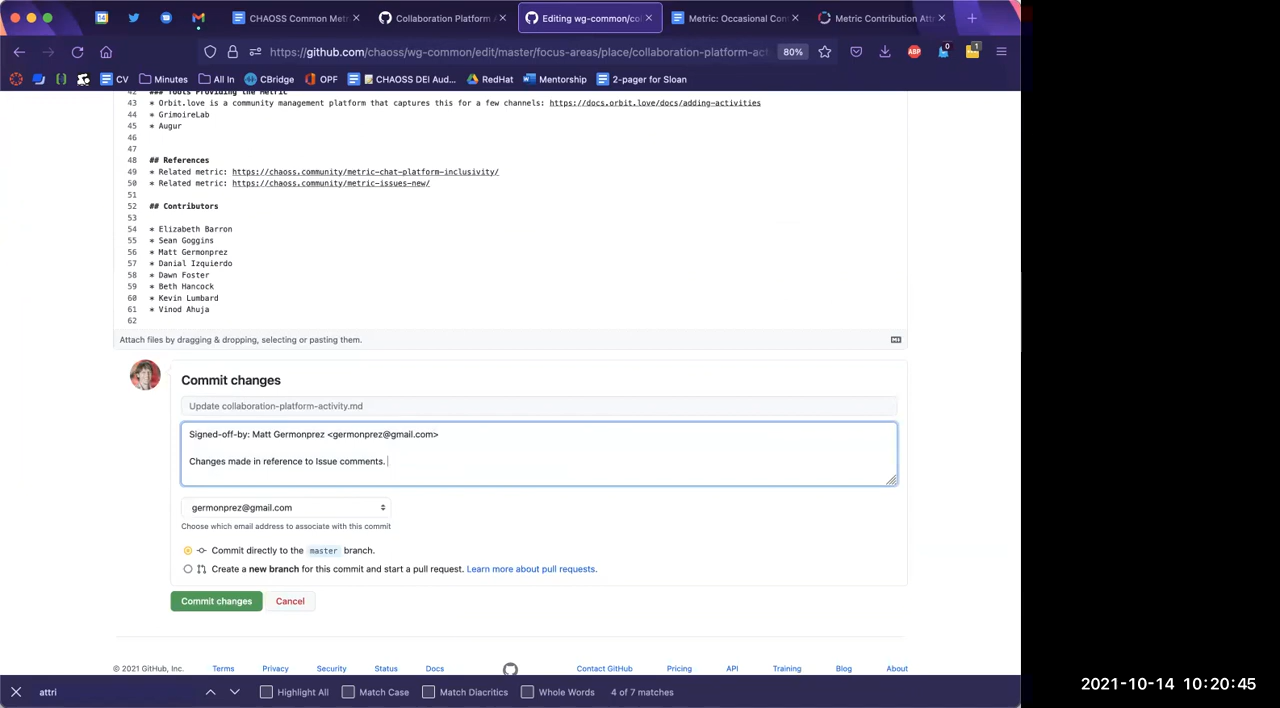 CHAOSS Common Met
Collaboration Platform
Editing wg-common/col
Metric: Occasional Con
Metric Contribution Att
https://github.com/chaoss/wg-common/edit/master/focus-areas/place/collaboration-platform-act
80%
ABP
0
1
CV
Minutes
All In
CBridge
OPF
CHAOSS DEI Aud...
RedHat
Mentorship
2-pager for Sloan
42 ### Tools Providing the Metric
43 * Orbit.love is a community management platform that captures this for a few channels: https://docs.orbit.love/docs/adding-activities
44 * GrimoireLab
45 * Augur
46
47
48 ## References
49 * Related metric: https://chaoss.community/metric-chat-platform-inclusivity/
50 * Related metric: https://chaoss.community/metric-issues-new/
51
52 ## Contributors
53
54 * Elizabeth Barron
55 * Sean Goggins
56 * Matt Germonprez
57 * Danial Izquierdo
58 * Dawn Foster
59 * Beth Hancock
60 * Kevin Lumbard
61 * Vinod Ahuja
62
Attach files by dragging & dropping, selecting or pasting them.
Commit changes
Update collaboration-platform-activity.md
Signed-off-by: Matt Germonprez <germonprez@gmail.com>
Changes made in reference to Issue comments.
germonprez@gmail.com
Choose which email address to associate with this commit
Commit directly to the master branch.
Create a new branch for this commit and start a pull request. Learn more about pull requests.
Commit changes
Cancel
© 2021 GitHub, Inc.
Terms
Privacy
Security
Status
Docs
Contact GitHub
Pricing
API
Training
Blog
About
attri
Highlight All
Match Case
Match Diacritics
Whole Words
4 of 7 matches
2021-10-14 10:20:45